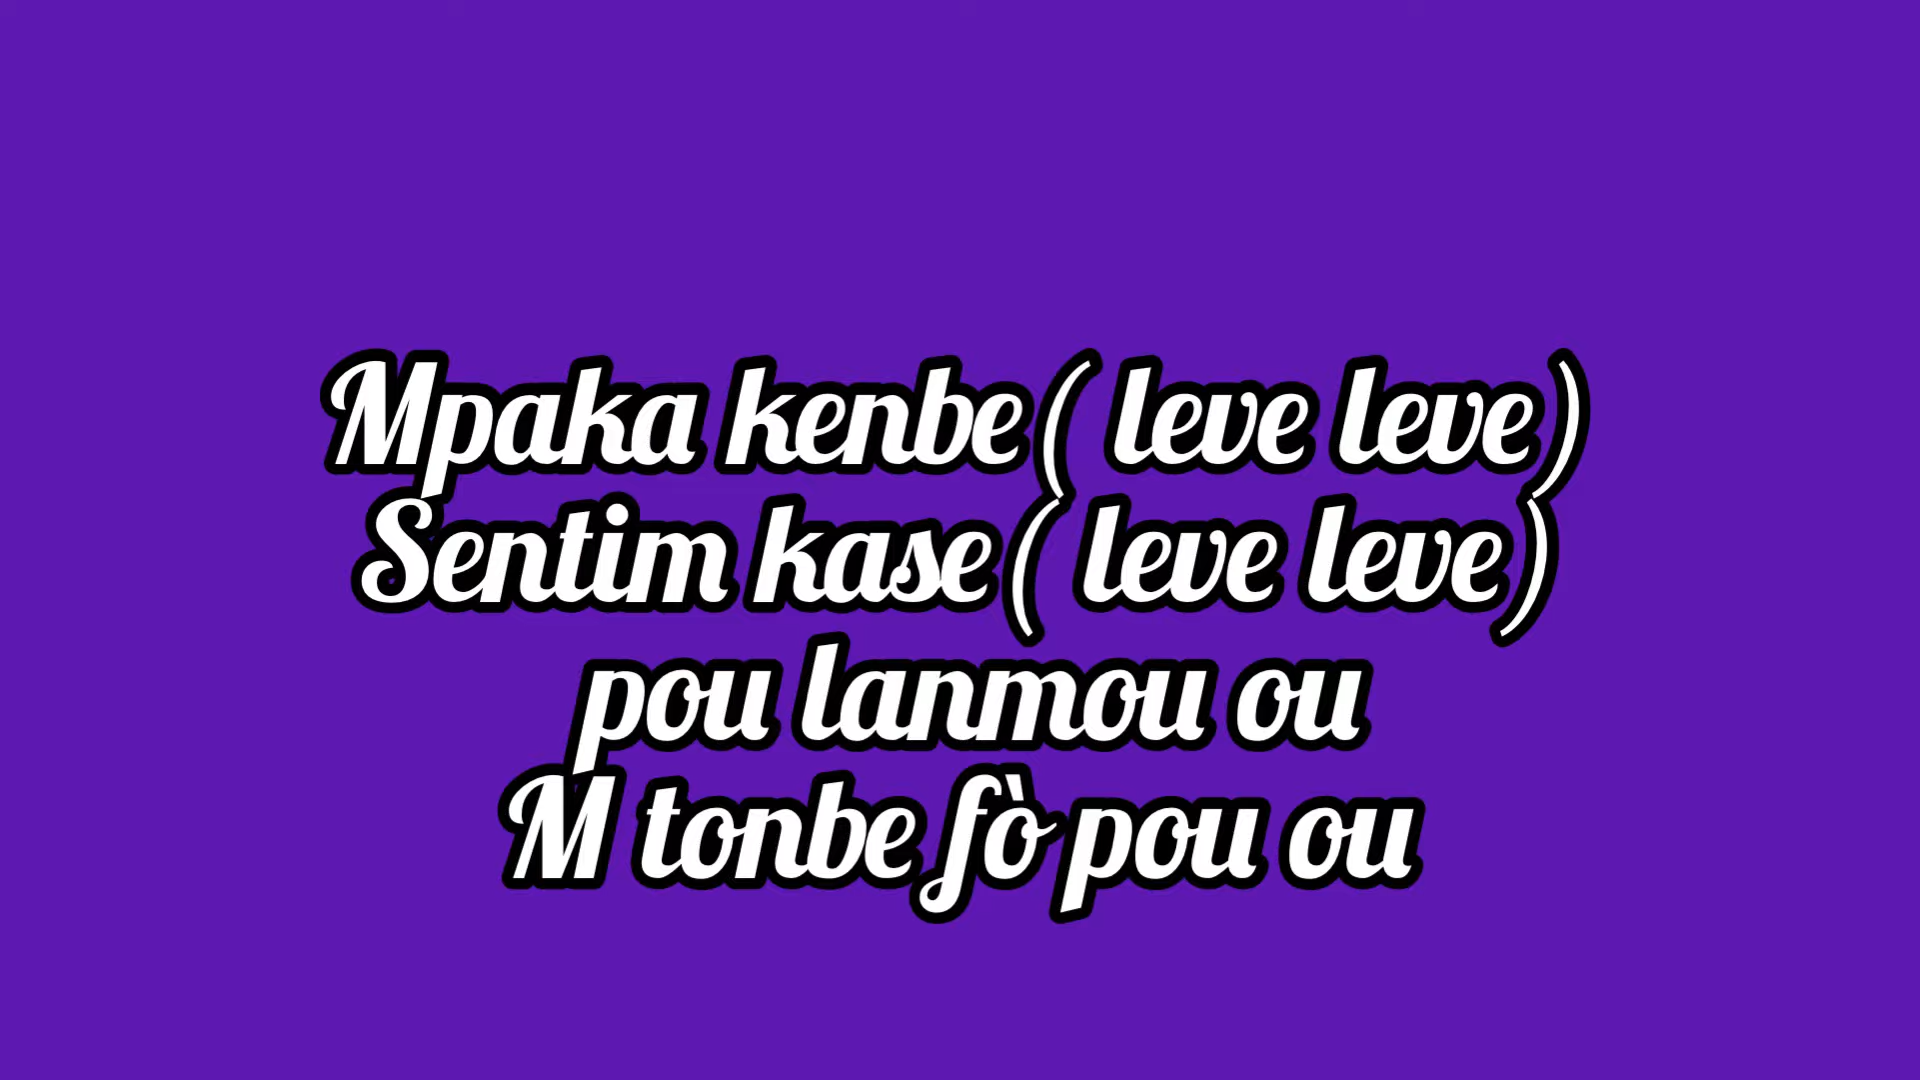 Mpaka kenbe( leve leve)
Sentim kase( leve leve)
pou lanmou ou
M tonbe fò pou ou